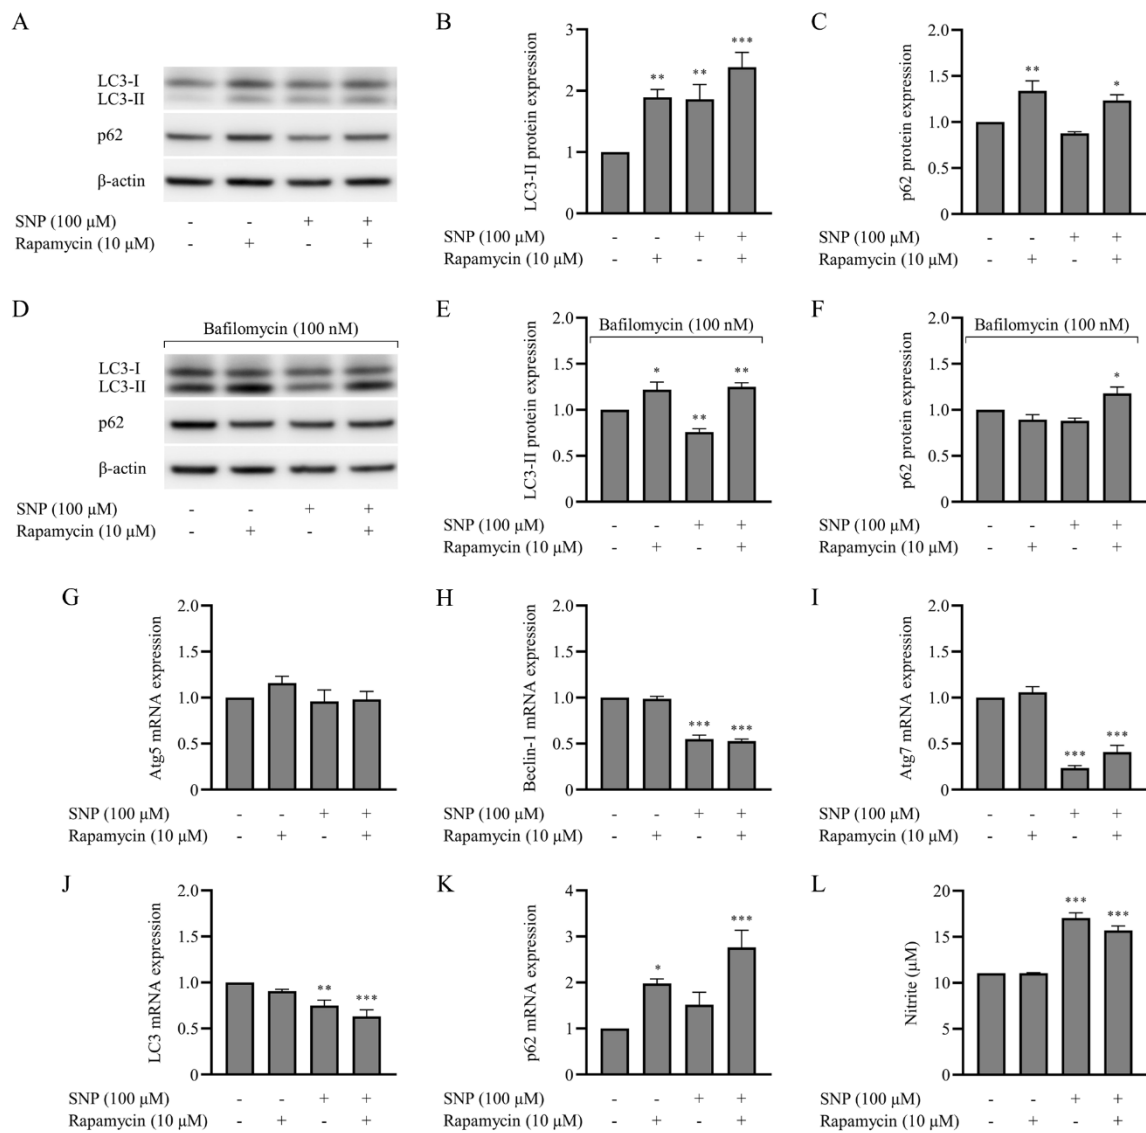 A
LC3-I
LC3-II
p62
β-actin
SNP (100 µM) - - + +
Rapamycin (10 µM) - + - +
B
LC3-II protein expression
3
2
1
0
** ** ***
SNP (100 µM) - - + +
Rapamycin (10 µM) - + - +
C
p62 protein expression
2.0
1.5
1.0
0.5
0
** *
SNP (100 µM) - - + +
Rapamycin (10 µM) - + - +
D
Bafilomycin (100 nM)
LC3-I
LC3-II
p62
β-actin
SNP (100 µM) - - + +
Rapamycin (10 µM) - + - +
E
Bafilomycin (100 nM)
LC3-II protein expression
2.0
1.5
1.0
0.5
0
* ** **
SNP (100 µM) - - + +
Rapamycin (10 µM) - + - +
F
Bafilomycin (100 nM)
p62 protein expression
2.0
1.5
1.0
0.5
0
*
SNP (100 µM) - - + +
Rapamycin (10 µM) - + - +
G
Atg5 mRNA expression
2.0
1.5
1.0
0.5
0
SNP (100 µM) - - + +
Rapamycin (10 µM) - + - +
H
Beclin-1 mRNA expression
2.0
1.5
1.0
0.5
0
*** ***
SNP (100 µM) - - + +
Rapamycin (10 µM) - + - +
I
Atg7 mRNA expression
2.0
1.5
1.0
0.5
0
*** ***
SNP (100 µM) - - + +
Rapamycin (10 µM) - + - +
J
LC3 mRNA expression
2.0
1.5
1.0
0.5
0
** ***
SNP (100 µM) - - + +
Rapamycin (10 µM) - + - +
K
p62 mRNA expression
4
3
2
1
0
* ***
SNP (100 µM) - - + +
Rapamycin (10 µM) - + - +
L
Nitrite (µM)
20
15
10
5
0
*** ***
SNP (100 µM) - - + +
Rapamycin (10 µM) - + - +